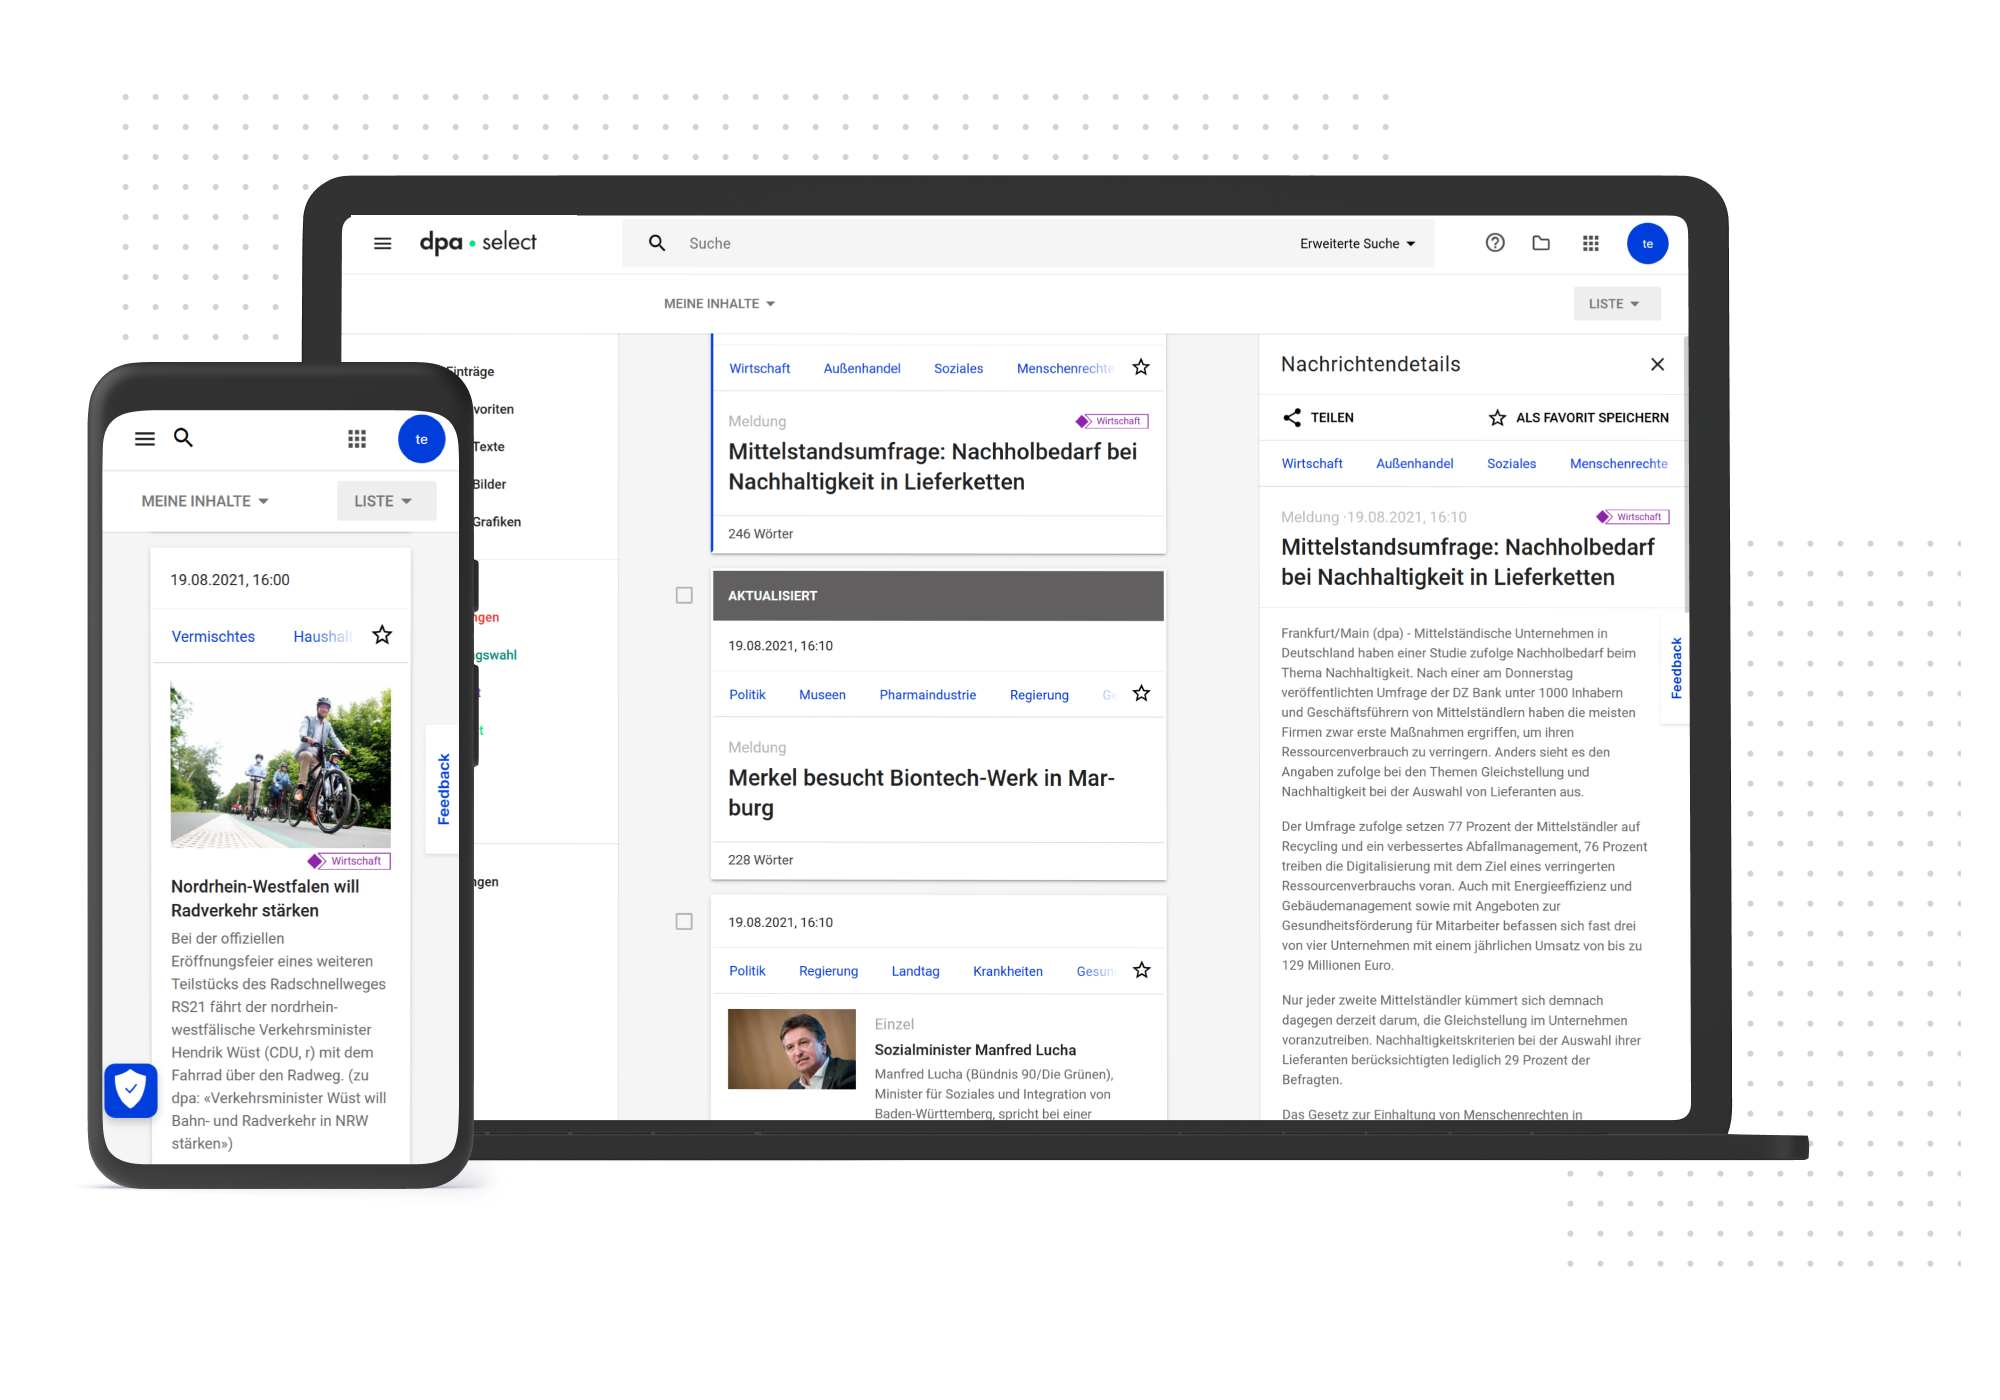 dpa • select
Suche
Erweiterte Suche
te
MEINE INHALTE
LISTE
Einträge
Texte
Bilder
Grafiken
Wirtschaft Außenhandel Soziales Menschenrechte
Meldung
Wirtschaft
Mittelstandsumfrage: Nachholbedarf bei
Nachhaltigkeit in Lieferketten
246 Wörter
AKTUALISIERT
19.08.2021, 16:10
Politik Museen Pharmaindustrie Regierung
Meldung
Merkel besucht Biontech-Werk in Mar-
burg
228 Wörter
19.08.2021, 16:10
Politik Regierung Landtag Krankheiten
Einzel
Sozialminister Manfred Lucha
Manfred Lucha (Bündnis 90/Die Grünen),
Minister für Soziales und Integration von
Baden-Württemberg, spricht bei einer
Nachrichtendetails
TEILEN
ALS FAVORIT SPEICHERN
Wirtschaft Außenhandel Soziales Menschenrechte
Meldung ·19.08.2021, 16:10
Wirtschaft
Mittelstandsumfrage: Nachholbedarf
bei Nachhaltigkeit in Lieferketten
Frankfurt/Main (dpa) - Mittelständische Unternehmen in
Deutschland haben einer Studie zufolge Nachholbedarf beim
Thema Nachhaltigkeit. Nach einer am Donnerstag
veröffentlichten Umfrage der DZ Bank unter 1000 Inhabern
und Geschäftsführern von Mittelständlern haben die meisten
Firmen zwar erste Maßnahmen ergriffen, um ihren
Ressourcenverbrauch zu verringern. Anders sieht es den
Angaben zufolge bei den Themen Gleichstellung und
Nachhaltigkeit bei der Auswahl von Lieferanten aus.
Der Umfrage zufolge setzen 77 Prozent der Mittelständler auf
Recycling und ein verbessertes Abfallmanagement, 76 Prozent
treiben die Digitalisierung mit dem Ziel eines verringerten
Ressourcenverbrauchs voran. Auch mit Energieeffizienz und
Gebäudemanagement sowie mit Angeboten zur
Gesundheitsförderung für Mitarbeiter befassen sich fast drei
von vier Unternehmen mit einem jährlichen Umsatz von bis zu
129 Millionen Euro.
Nur jeder zweite Mittelständler kümmert sich demnach
dagegen derzeit darum, die Gleichstellung im Unternehmen
voranzutreiben. Nachhaltigkeitskriterien bei der Auswahl ihrer
Lieferanten berücksichtigten lediglich 29 Prozent der
Befragten.
Das Gesetz zur Einhaltung von Menschenrechten in
Feedback
te
MEINE INHALTE
LISTE
19.08.2021, 16:00
Vermischtes Haushalt
Wirtschaft
Nordrhein-Westfalen will
Radverkehr stärken
Bei der offiziellen
Eröffnungsfeier eines weiteren
Teilstücks des Radschnellweges
RS21 fährt der nordrhein-
westfälische Verkehrsminister
Hendrik Wüst (CDU, r) mit dem
Fahrrad über den Radweg. (zu
dpa: «Verkehrsminister Wüst will
Bahn- und Radverkehr in NRW
stärken»)
Feedback